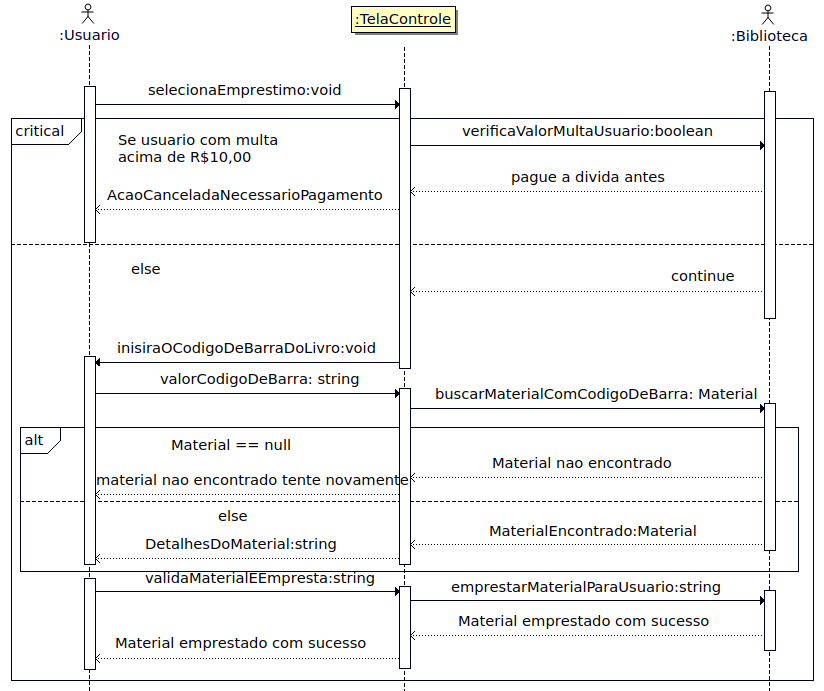 :Usuario
:TelaControle
:Biblioteca
selecionaEmprestimo:void
critical
verificaValorMultaUsuario:boolean
Se usuario com multa
acima de R$10,00
pague a divida antes
AcaoCanceladaNecessarioPagamento
else
continue
inisiraOCodigoDeBarraDoLivro:void
valorCodigoDeBarra: string
buscarMaterialComCodigoDeBarra: Material
alt
Material == null
Material nao encontrado
material nao encontrado tente novamente
else
MaterialEncontrado:Material
DetalhesDoMaterial:string
validaMaterialEEmpresta:string
emprestarMaterialParaUsuario:string
Material emprestado com sucesso
Material emprestado com sucesso